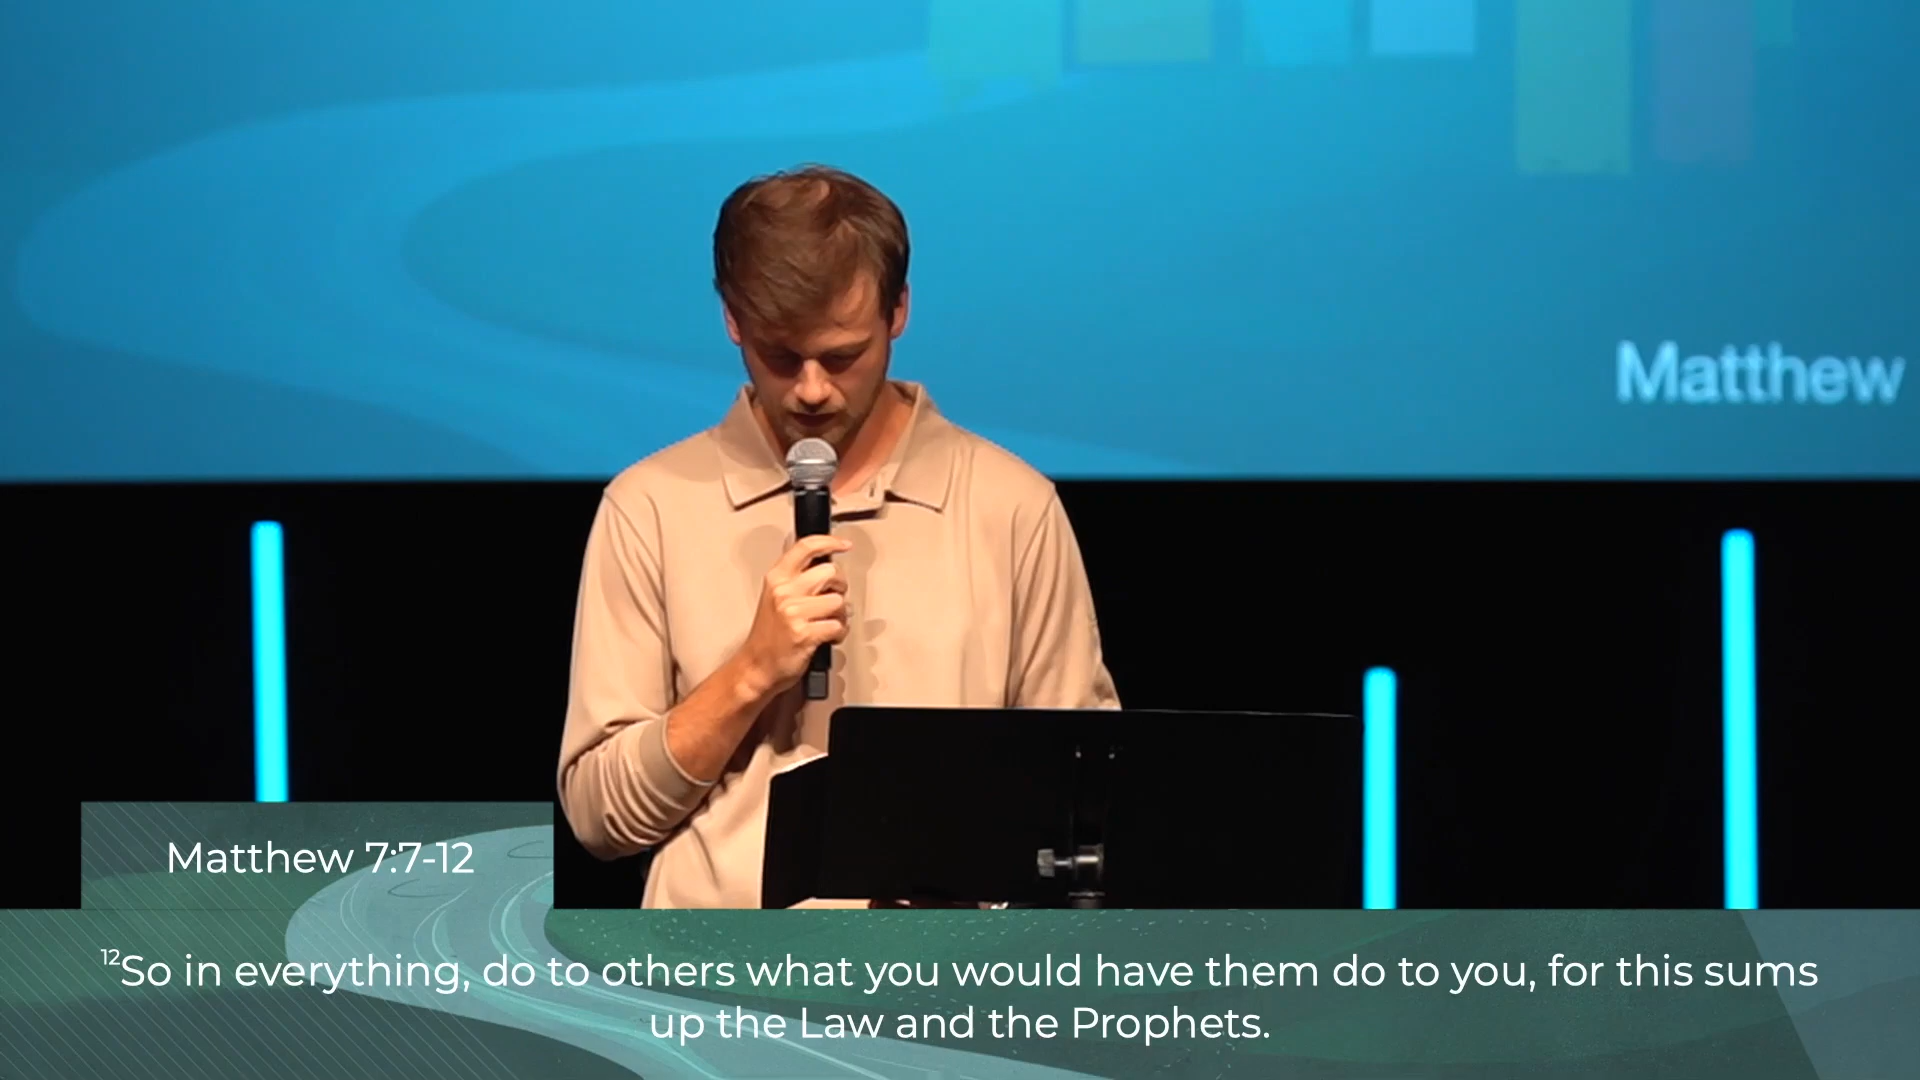 Matthew
Matthew 7:7-12
¹²So in everything, do to others what you would have them do to you, for this sums
up the Law and the Prophets.